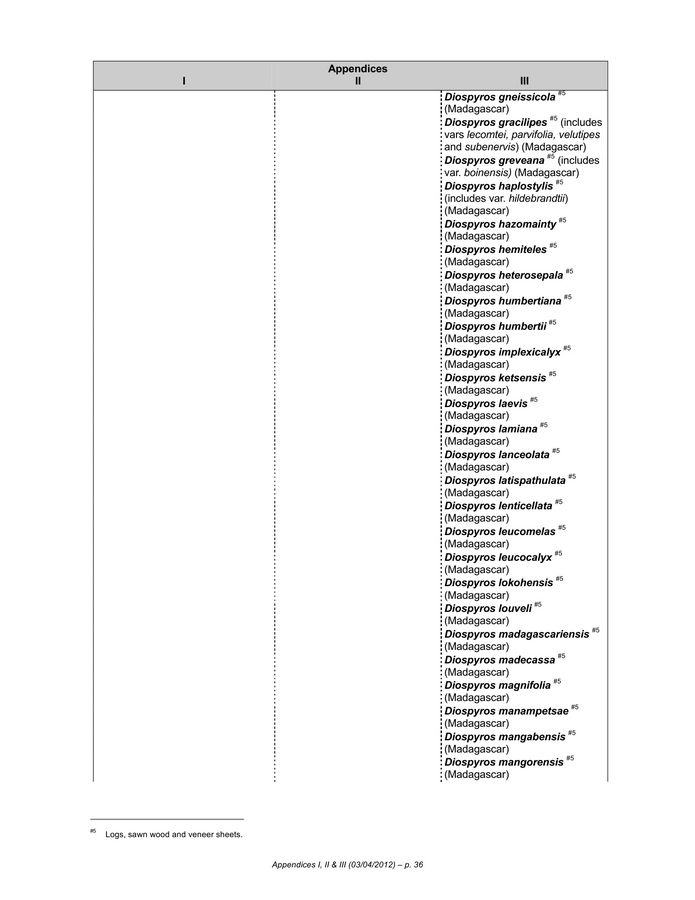 Appendices
I II III
Diospyros gneissicola #5
(Madagascar)
Diospyros gracilipes #5 (includes
vars lecomtei, parvifolia, velutipes
and subenervis) (Madagascar)
Diospyros greveana #5 (includes
var. boinensis) (Madagascar)
Diospyros haplostylis #5
(includes var. hildebrandtii)
(Madagascar)
Diospyros hazomainty #5
(Madagascar)
Diospyros hemiteles #5
(Madagascar)
Diospyros heterosepala #5
(Madagascar)
Diospyros humbertiana #5
(Madagascar)
Diospyros humbertii #5
(Madagascar)
Diospyros implexicalyx #5
(Madagascar)
Diospyros ketsensis #5
(Madagascar)
Diospyros laevis #5
(Madagascar)
Diospyros lamiana #5
(Madagascar)
Diospyros lanceolata #5
(Madagascar)
Diospyros latispathulata #5
(Madagascar)
Diospyros lenticellata #5
(Madagascar)
Diospyros leucomelas #5
(Madagascar)
Diospyros leucocalyx #5
(Madagascar)
Diospyros lokohensis #5
(Madagascar)
Diospyros louveli #5
(Madagascar)
Diospyros madagascariensis #5
(Madagascar)
Diospyros madecassa #5
(Madagascar)
Diospyros magnifolia #5
(Madagascar)
Diospyros manampetsae #5
(Madagascar)
Diospyros mangabensis #5
(Madagascar)
Diospyros mangorensis #5
(Madagascar)
#5 Logs, sawn wood and veneer sheets.
Appendices I, II & III (03/04/2012) – p. 36